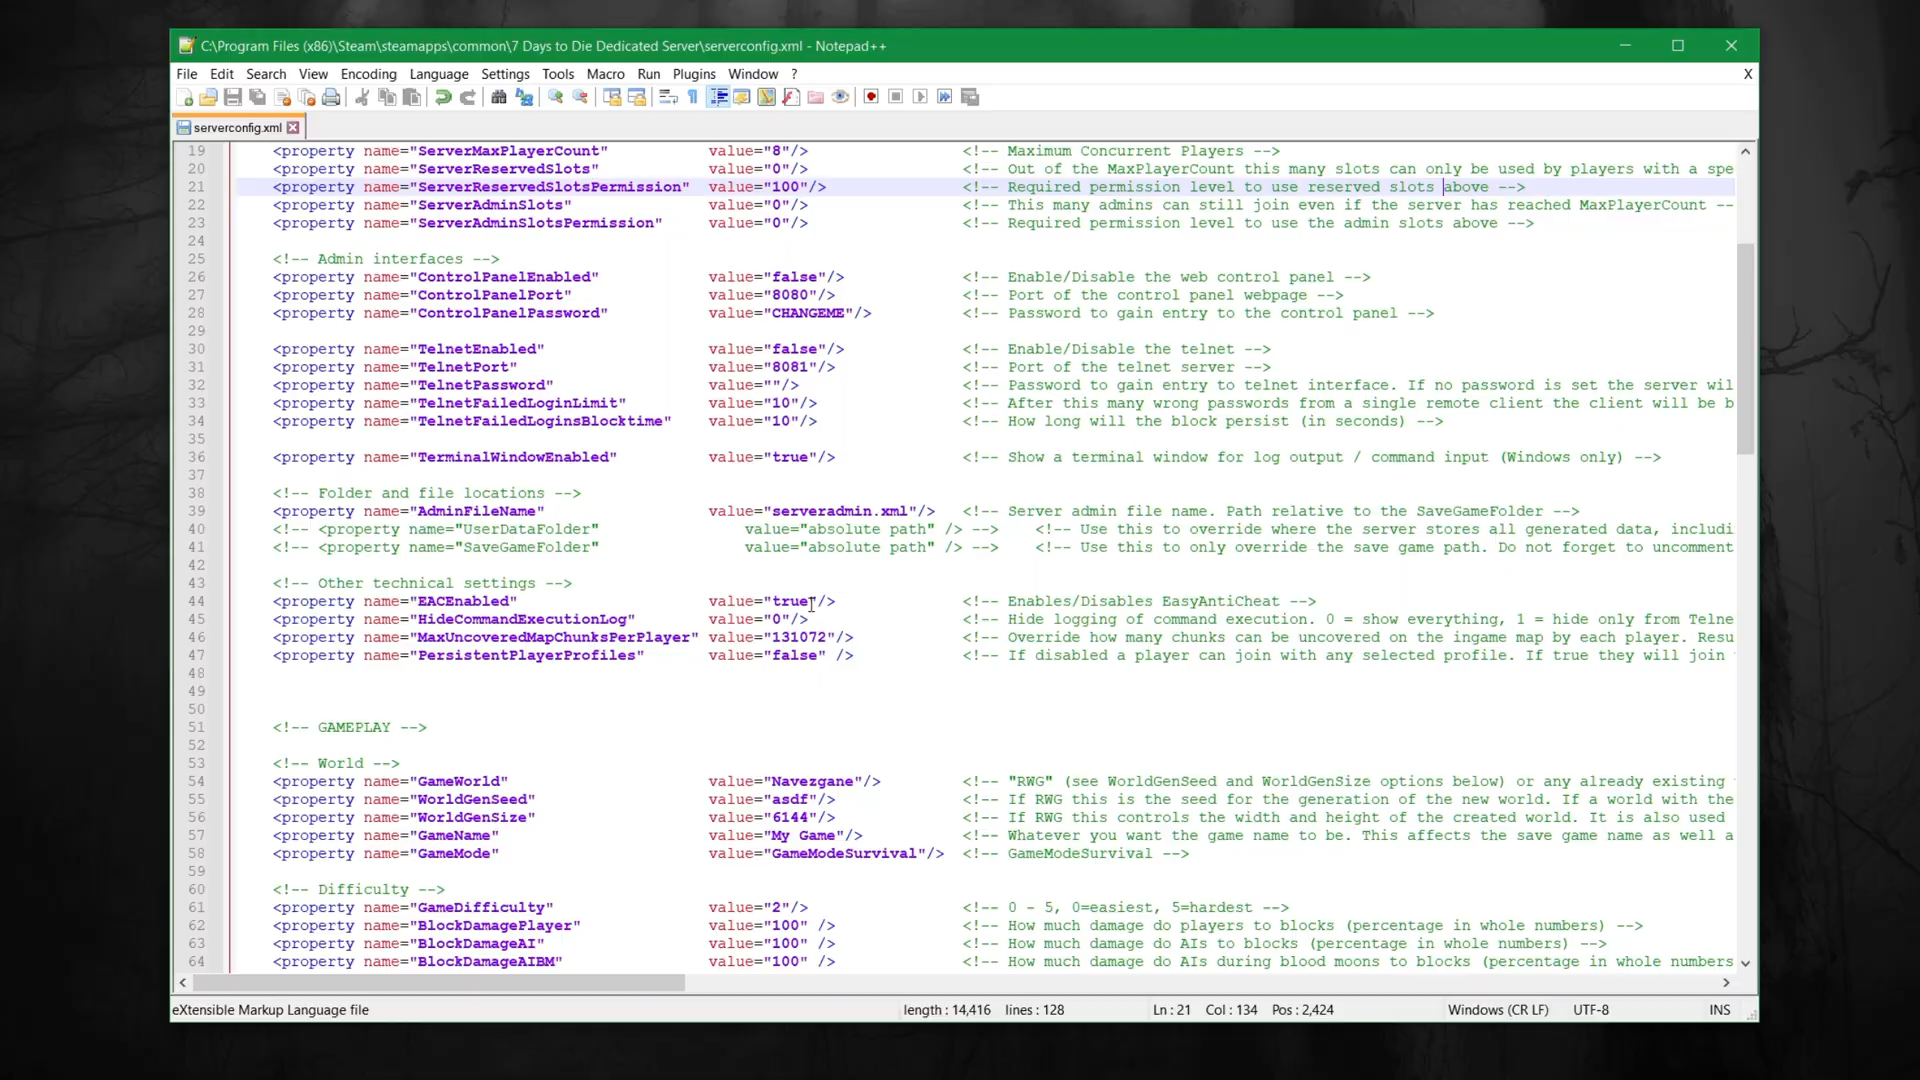 C:\Program Files (x86)\Steam\steamapps\common\7 Days to Die Dedicated Server\serverconfig.xml - Notepad++
File Edit Search View Encoding Language Settings Tools Macro Run Plugins Window ? X
serverconfig.xml
19 <property name="ServerMaxPlayerCount" value="8"/> <!-- Maximum Concurrent Players -->
20 <property name="ServerReservedSlots" value="0"/> <!-- Out of the MaxPlayerCount this many slots can only be used by players with a spe
21 <property name="ServerReservedSlotsPermission" value="100"/> <!-- Required permission level to use reserved slots above -->
22 <property name="ServerAdminSlots" value="0"/> <!-- This many admins can still join even if the server has reached MaxPlayerCount --
23 <property name="ServerAdminSlotsPermission" value="0"/> <!-- Required permission level to use the admin slots above -->
24
25 <!-- Admin interfaces -->
26 <property name="ControlPanelEnabled" value="false"/> <!-- Enable/Disable the web control panel -->
27 <property name="ControlPanelPort" value="8080"/> <!-- Port of the control panel webpage -->
28 <property name="ControlPanelPassword" value="CHANGEME"/> <!-- Password to gain entry to the control panel -->
29
30 <property name="TelnetEnabled" value="false"/> <!-- Enable/Disable the telnet -->
31 <property name="TelnetPort" value="8081"/> <!-- Port of the telnet server -->
32 <property name="TelnetPassword" value=""/> <!-- Password to gain entry to telnet interface. If no password is set the server wil
33 <property name="TelnetFailedLoginLimit" value="10"/> <!-- After this many wrong passwords from a single remote client the client will be b
34 <property name="TelnetFailedLoginsBlocktime" value="10"/> <!-- How long will the block persist (in seconds) -->
35
36 <property name="TerminalWindowEnabled" value="true"/> <!-- Show a terminal window for log output / command input (Windows only) -->
37
38 <!-- Folder and file locations -->
39 <property name="AdminFileName" value="serveradmin.xml"/> <!-- Server admin file name. Path relative to the SaveGameFolder -->
40 <!-- <property name="UserDataFolder" value="absolute path" /> --> <!-- Use this to override where the server stores all generated data, includi
41 <!-- <property name="SaveGameFolder" value="absolute path" /> --> <!-- Use this to only override the save game path. Do not forget to uncomment
42
43 <!-- Other technical settings -->
44 <property name="EACEnabled" value="true"/> <!-- Enables/Disables EasyAntiCheat -->
45 <property name="HideCommandExecutionLog" value="0"/> <!-- Hide logging of command execution. 0 = show everything, 1 = hide only from Telne
46 <property name="MaxUncoveredMapChunksPerPlayer" value="131072"/> <!-- Override how many chunks can be uncovered on the ingame map by each player. Resu
47 <property name="PersistentPlayerProfiles" value="false" /> <!-- If disabled a player can join with any selected profile. If true they will join
48
49
50
51 <!-- GAMEPLAY -->
52
53 <!-- World -->
54 <property name="GameWorld" value="Navezgane"/> <!-- "RWG" (see WorldGenSeed and WorldGenSize options below) or any already existing
55 <property name="WorldGenSeed" value="asdf"/> <!-- If RWG this is the seed for the generation of the new world. If a world with the
56 <property name="WorldGenSize" value="6144"/> <!-- If RWG this controls the width and height of the created world. It is also used
57 <property name="GameName" value="My Game"/> <!-- Whatever you want the game name to be. This affects the save game name as well a
58 <property name="GameMode" value="GameModeSurvival"/> <!-- GameModeSurvival -->
59
60 <!-- Difficulty -->
61 <property name="GameDifficulty" value="2"/> <!-- 0 - 5, 0=easiest, 5=hardest -->
62 <property name="BlockDamagePlayer" value="100" /> <!-- How much damage do players to blocks (percentage in whole numbers) -->
63 <property name="BlockDamageAI" value="100" /> <!-- How much damage do AIs to blocks (percentage in whole numbers) -->
64 <property name="BlockDamageAIBM" value="100" /> <!-- How much damage do AIs during blood moons to blocks (percentage in whole numbers
eXtensible Markup Language file length : 14,416 lines : 128 Ln : 21 Col : 134 Pos : 2,424 Windows (CR LF) UTF-8 INS